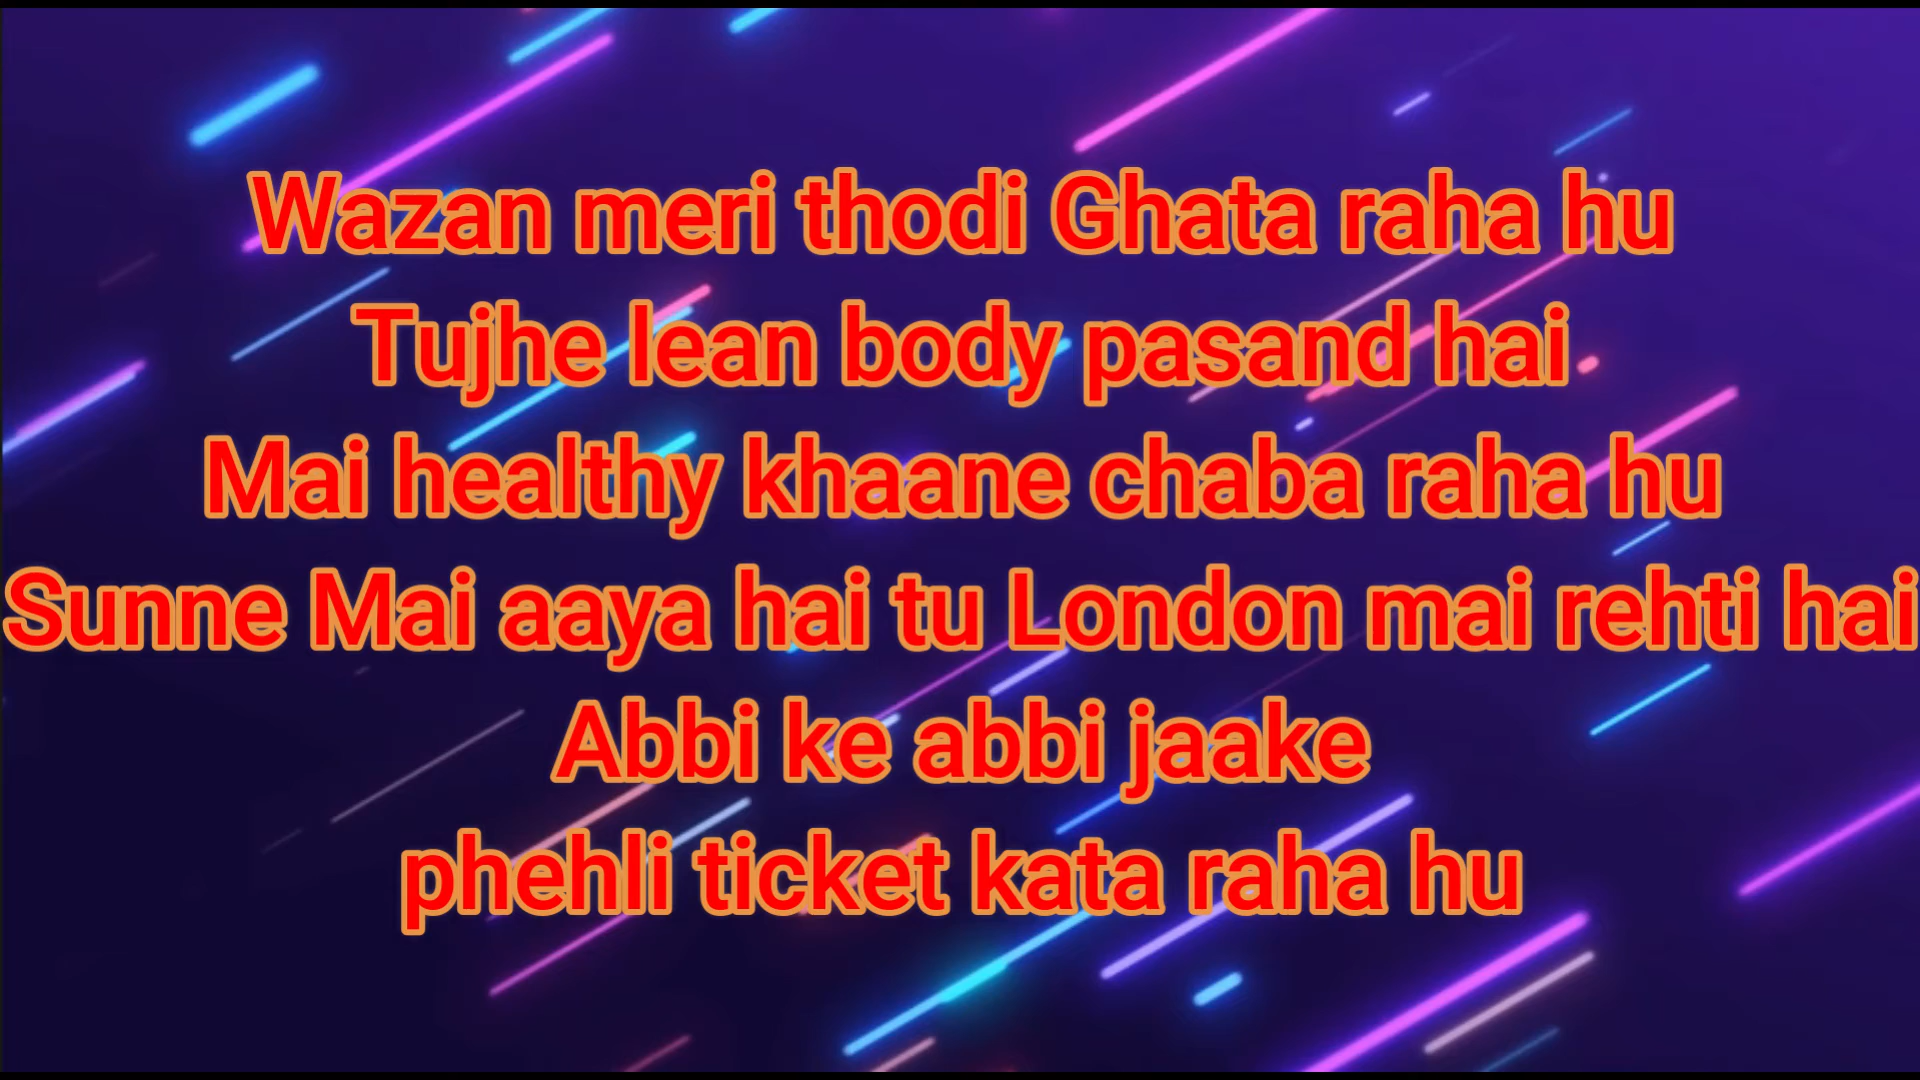 Wazan meri thodi Ghata raha hu
Tujhe lean body pasand hai
Mai healthy khaane chaba raha hu
Sunne Mai aaya hai tu London mai rehti hai
Abbi ke abbi jaake
phehli ticket kata raha hu